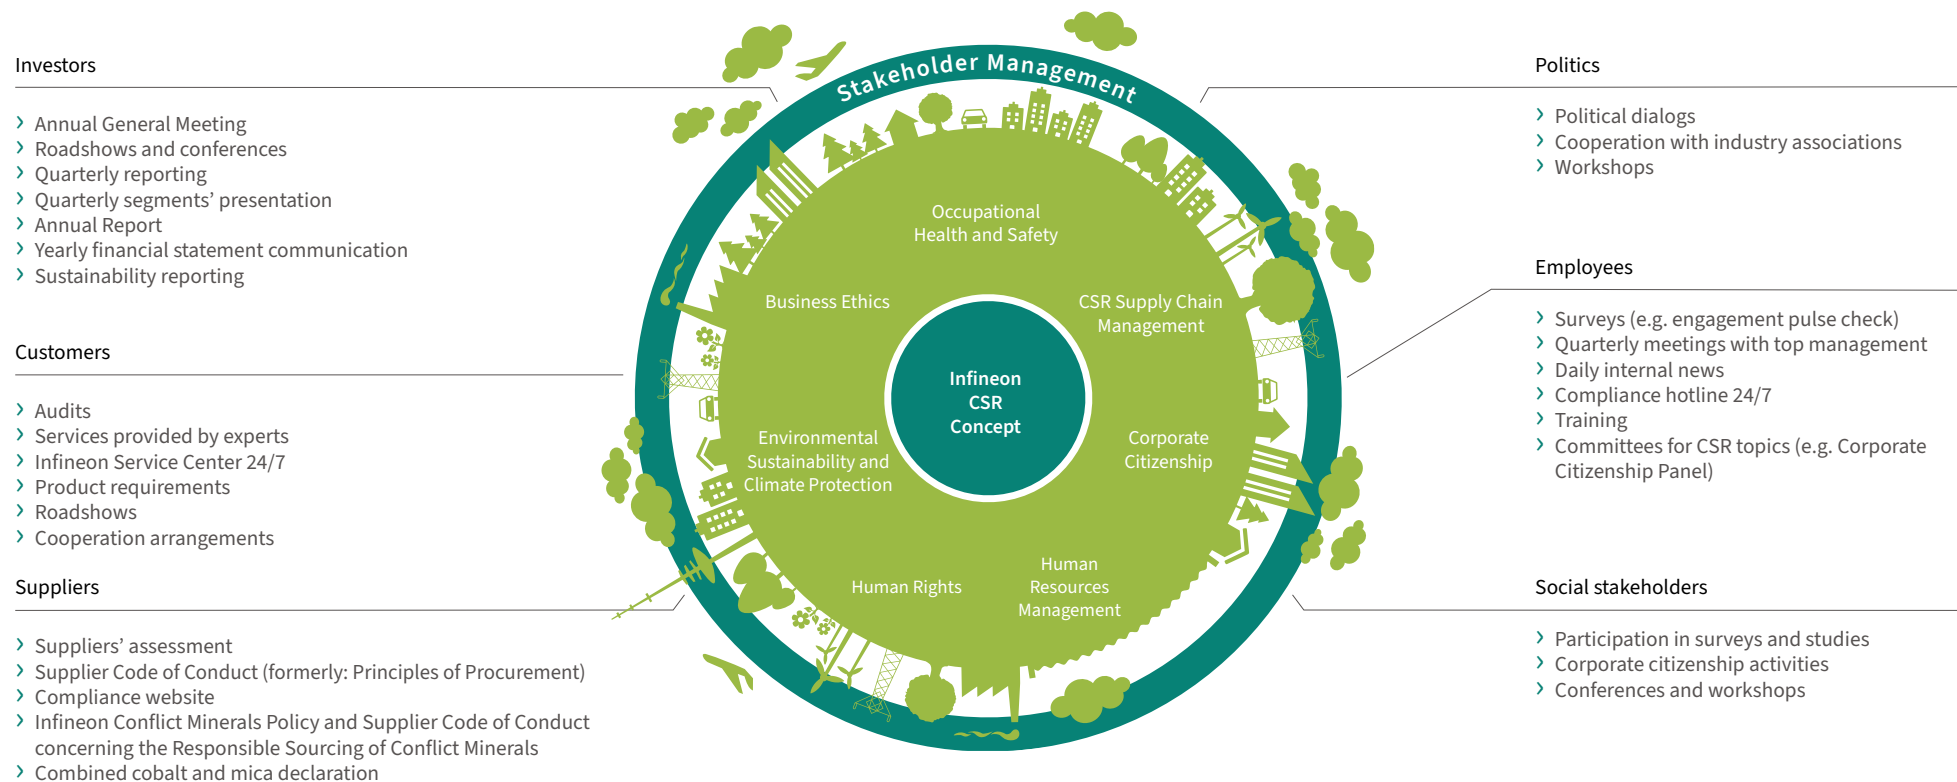 Investors
Annual General Meeting
Roadshows and conferences
Quarterly reporting
Quarterly segments’ presentation
Annual Report
Yearly financial statement communication
Sustainability reporting
Customers
Audits
Services provided by experts
Infineon Service Center 24/7
Product requirements
Roadshows
Cooperation arrangements
Suppliers
Suppliers’ assessment
Supplier Code of Conduct (formerly: Principles of Procurement)
Compliance website
Infineon Conflict Minerals Policy and Supplier Code of Conduct
concerning the Responsible Sourcing of Conflict Minerals
Combined cobalt and mica declaration
Stakeholder Management
Occupational
Health and Safety
Business Ethics
CSR Supply Chain
Management
Infineon
CSR
Concept
Environmental
Sustainability and
Climate Protection
Corporate
Citizenship
Human Rights
Human
Resources
Management
Politics
Political dialogs
Cooperation with industry associations
Workshops
Employees
Surveys (e.g. engagement pulse check)
Quarterly meetings with top management
Daily internal news
Compliance hotline 24/7
Training
Committees for CSR topics (e.g. Corporate
Citizenship Panel)
Social stakeholders
Participation in surveys and studies
Corporate citizenship activities
Conferences and workshops